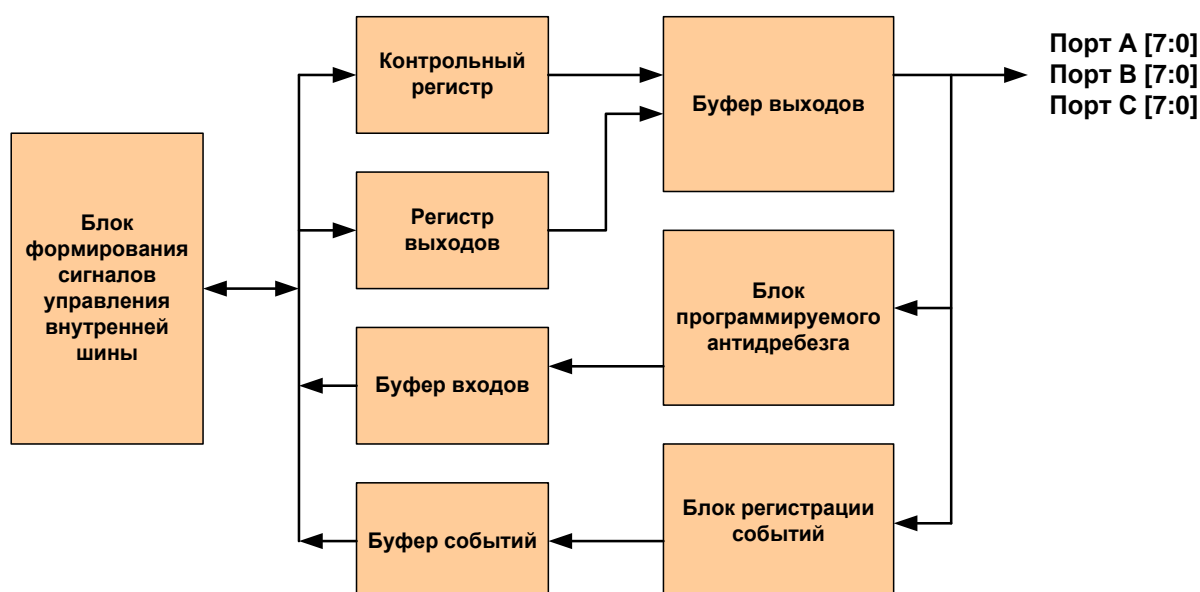 Блок
формирования
сигналов
управления
внутренней
шины
Контрольный
регистр
Регистр
выходов
Буфер входов
Буфер событий
Буфер выходов
Блок
программируемого
антидребезга
Блок регистрации
событий
Порт A [7:0]
Порт B [7:0]
Порт C [7:0]